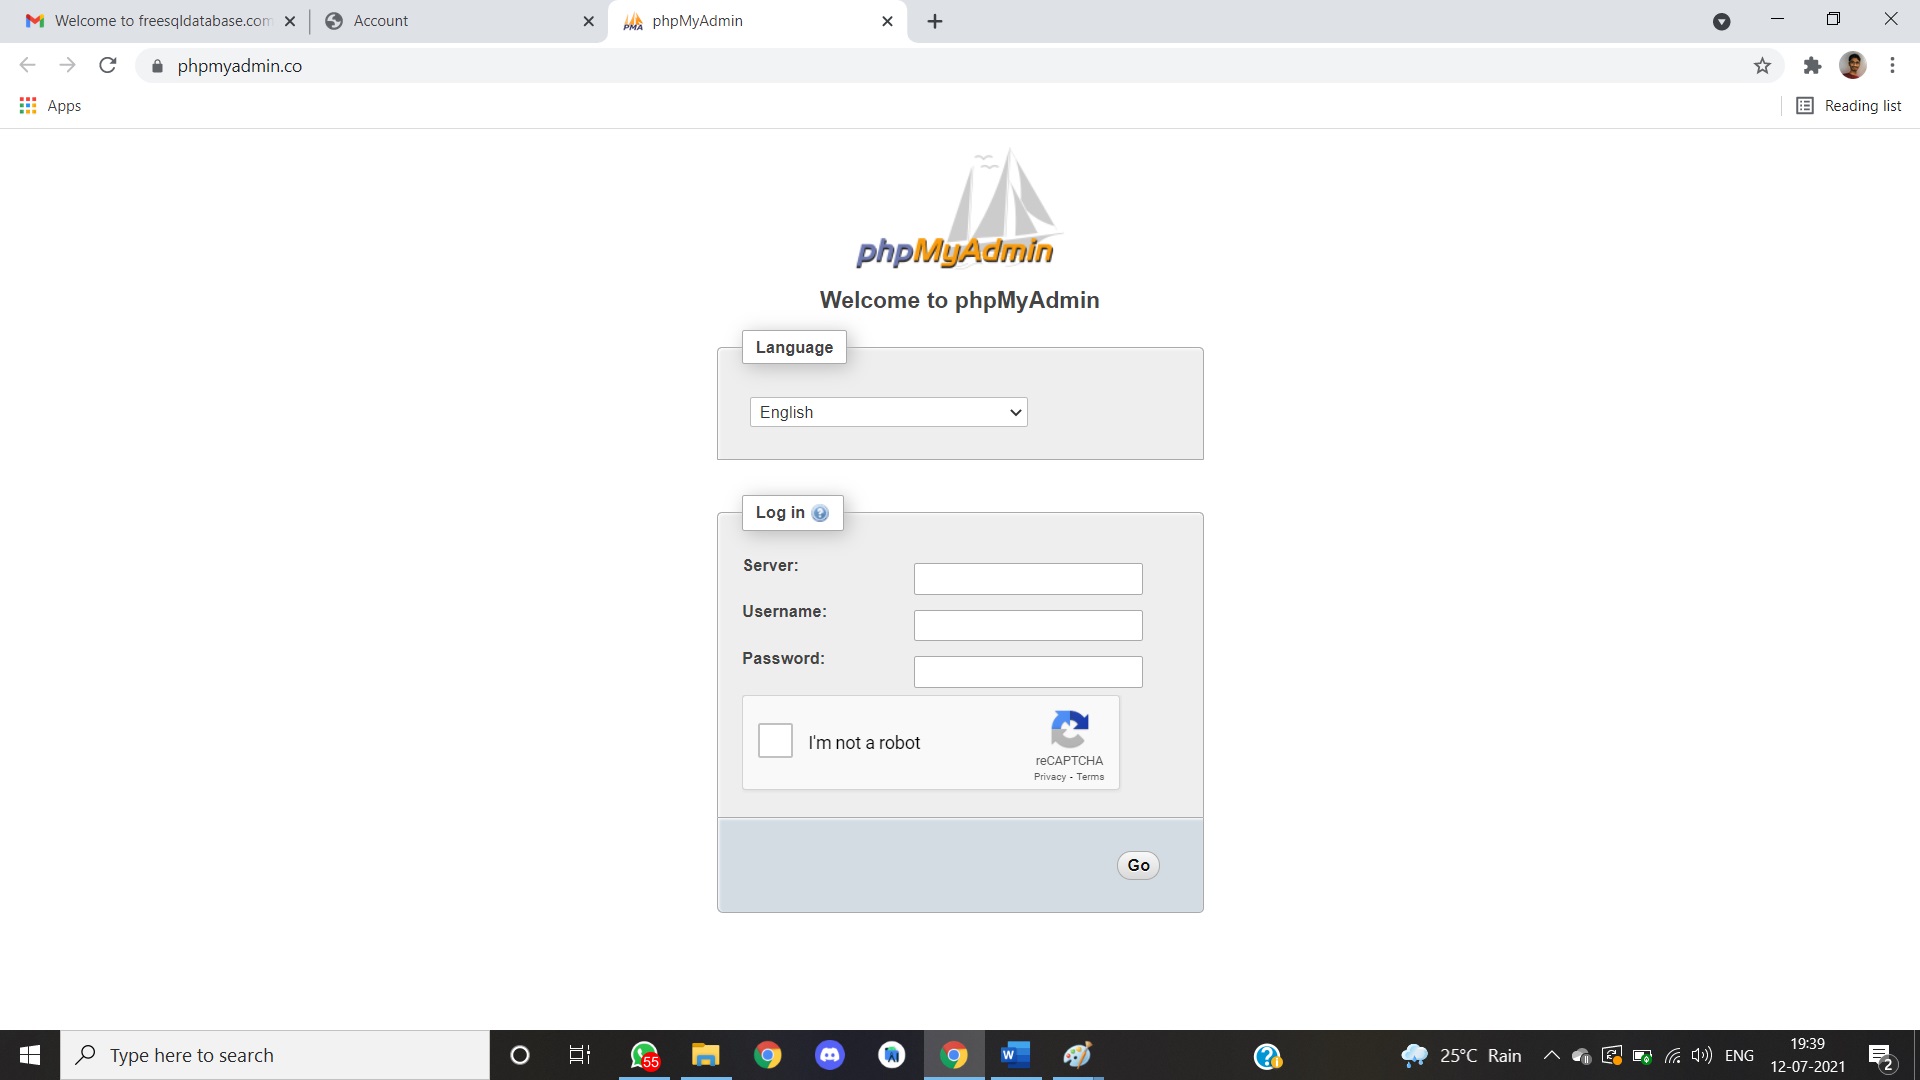 Welcome to freesqldatabase.com
Account
phpMyAdmin
phpmyadmin.co
Apps
Reading list
phpMyAdmin
Welcome to phpMyAdmin
Language
English
Log in
Server:
Username:
Password:
I'm not a robot
reCAPTCHA
Privacy - Terms
Go
Type here to search
55
25°C Rain
ENG
19:39
12-07-2021
2